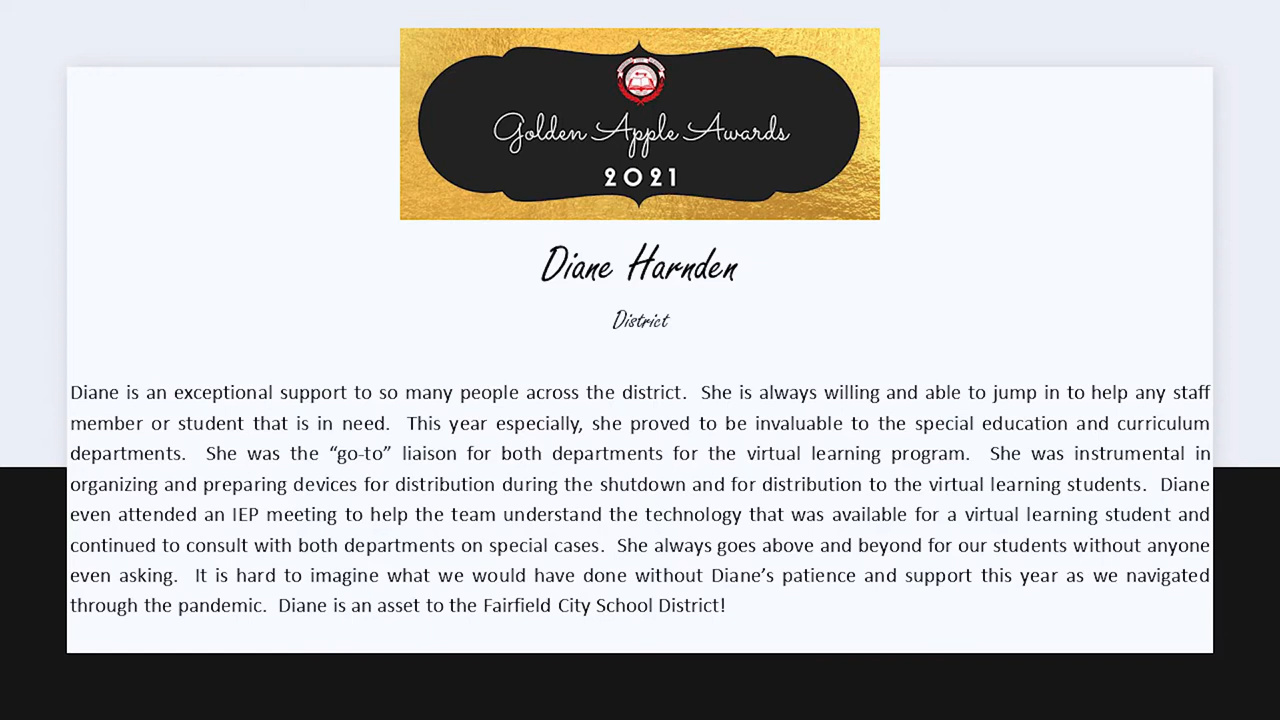 Golden Apple Awards
2021
Diane Harnden
District
Diane is an exceptional support to so many people across the district.  She is always willing and able to jump in to help any staff
member or student that is in need.  This year especially, she proved to be invaluable to the special education and curriculum
departments.  She was the “go-to” liaison for both departments for the virtual learning program.  She was instrumental in
organizing and preparing devices for distribution during the shutdown and for distribution to the virtual learning students.  Diane
even attended an IEP meeting to help the team understand the technology that was available for a virtual learning student and
continued to consult with both departments on special cases.  She always goes above and beyond for our students without anyone
even asking.  It is hard to imagine what we would have done without Diane’s patience and support this year as we navigated
through the pandemic.  Diane is an asset to the Fairfield City School District!